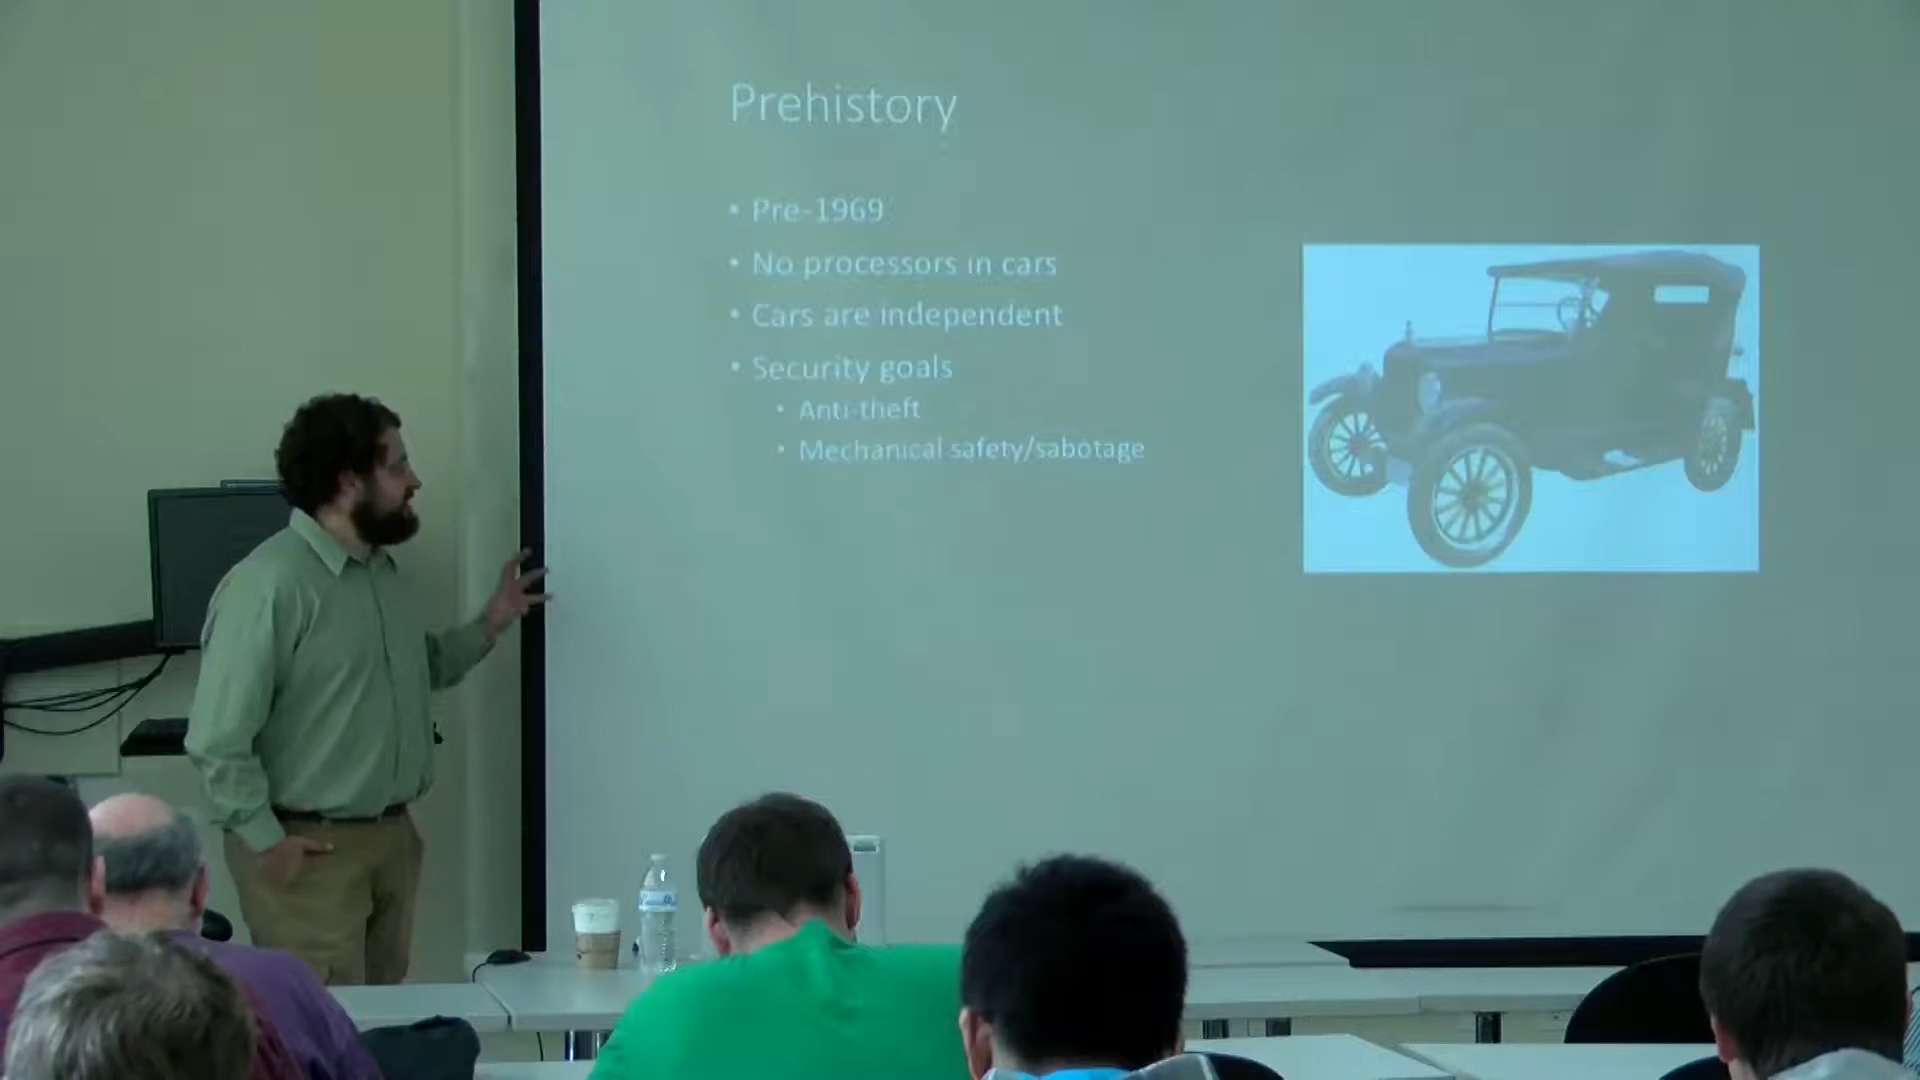 Prehistory
• Pre-1969
• No processors in cars
• Cars are independent
• Security goals
• Anti-theft
• Mechanical safety/sabotage